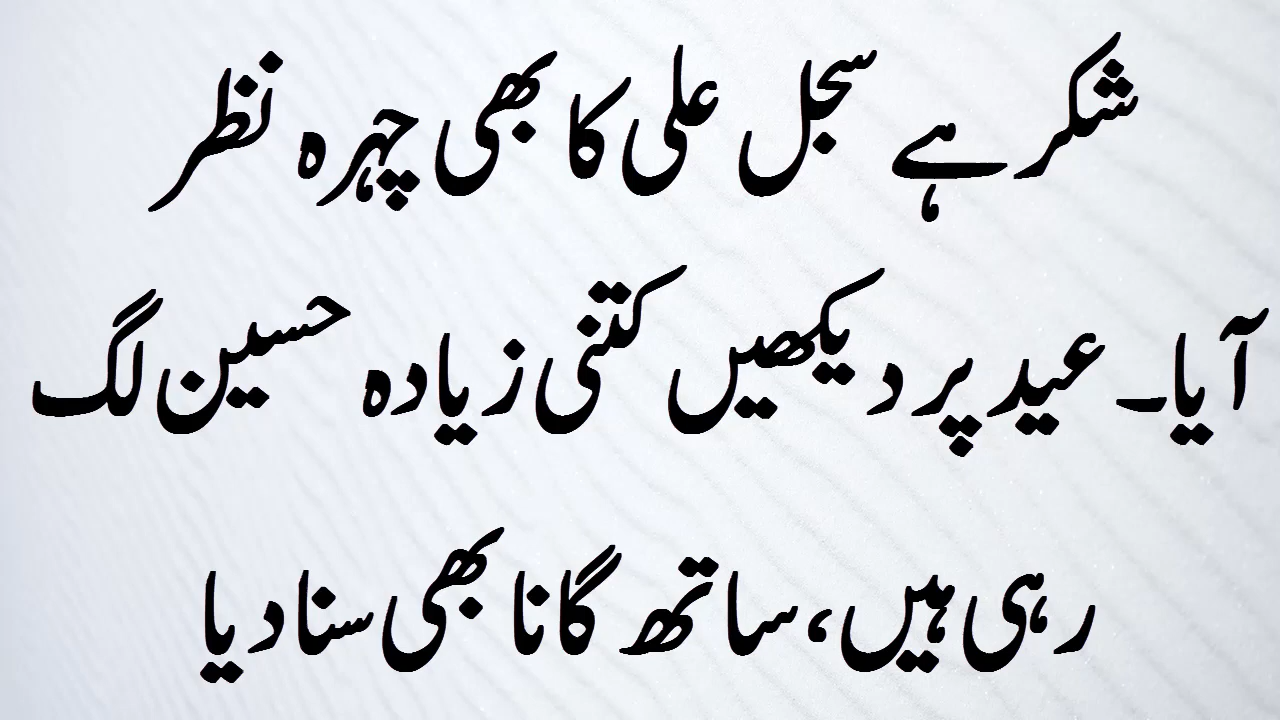 شکر ہے سجل علی کا بھی چہرہ نظر
آیا۔ عید پر دیکھیں کتنی زیادہ حسین لگ
رہی ہیں، ساتھ گانا بھی سنا دیا